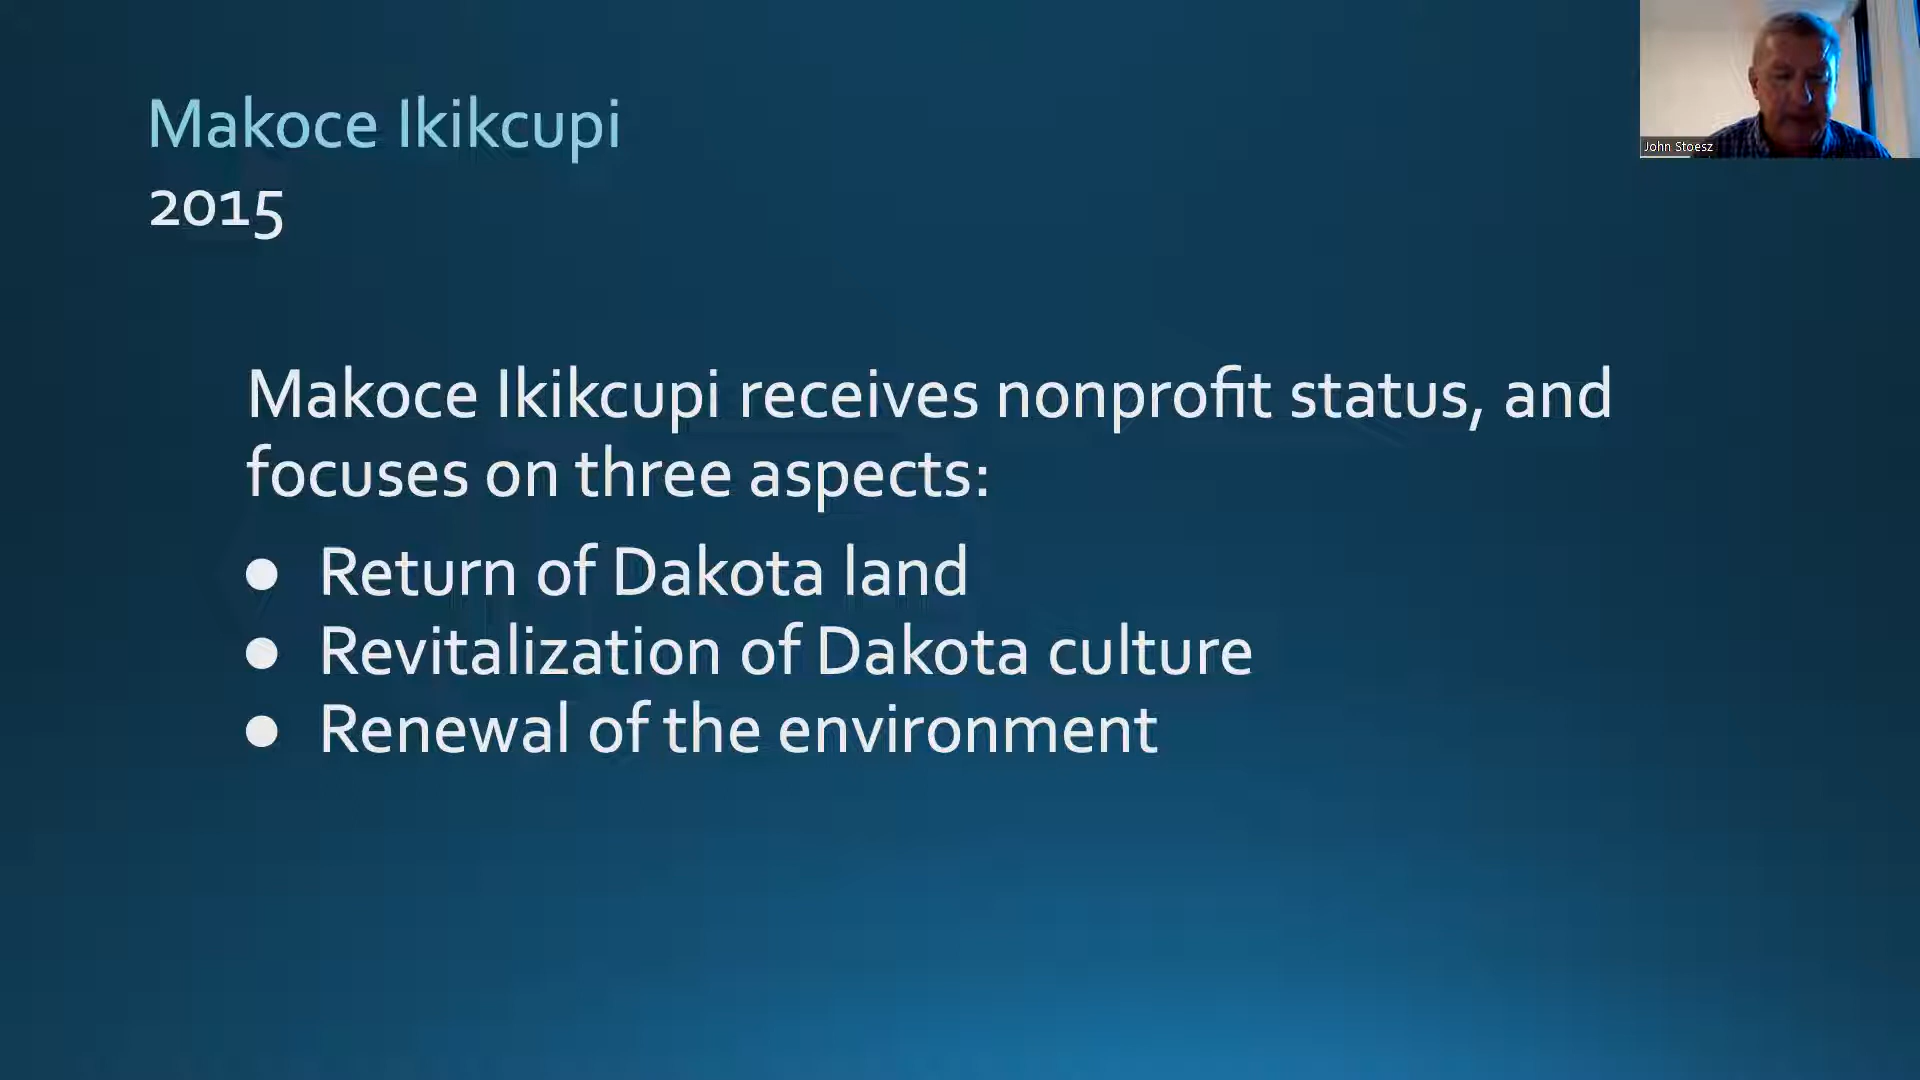 Makoce Ikikcupi
2015
Makoce Ikikcupi receives nonprofit status, and
focuses on three aspects:
● Return of Dakota land
● Revitalization of Dakota culture
● Renewal of the environment
John Stoesz